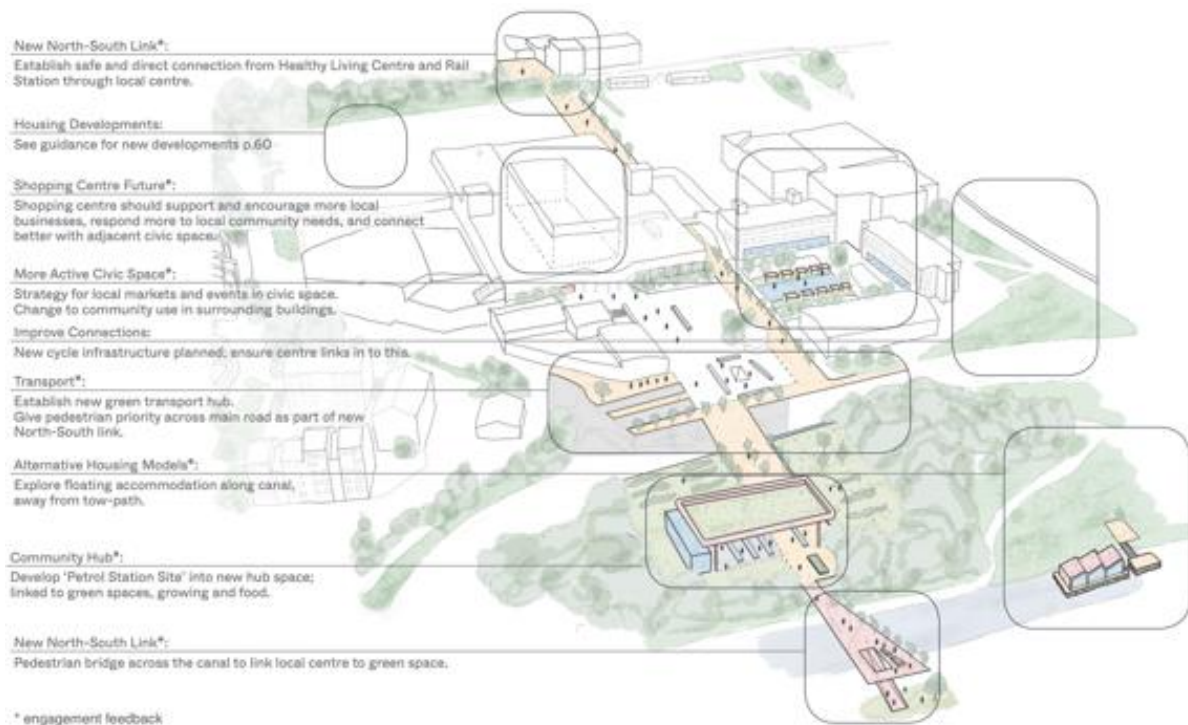 New North-South Link*:
Establish safe and direct connection from Healthy Living Centre and Rail
Station through local centre.
Housing Developments:
See guidance for new developments p.60
Shopping Centre Future*:
Shopping centre should support and encourage more local
businesses, respond more to local community needs, and connect
better with adjacent civic space.
More Active Civic Space*:
Strategy for local markets and events in civic space.
Change to community use in surrounding buildings.
Improve Connections:
New cycle infrastructure planned; ensure centre links in to this.
Transport*:
Establish new green transport hub.
Give pedestrian priority across main road as part of new
North-South link.
Alternative Housing Models*:
Explore floating accommodation along canal,
away from tow-path.
Community Hub*:
Develop 'Petrol Station Site' into new hub space;
linked to green spaces, growing and food.
New North-South Link*:
Pedestrian bridge across the canal to link local centre to green space.
* engagement feedback